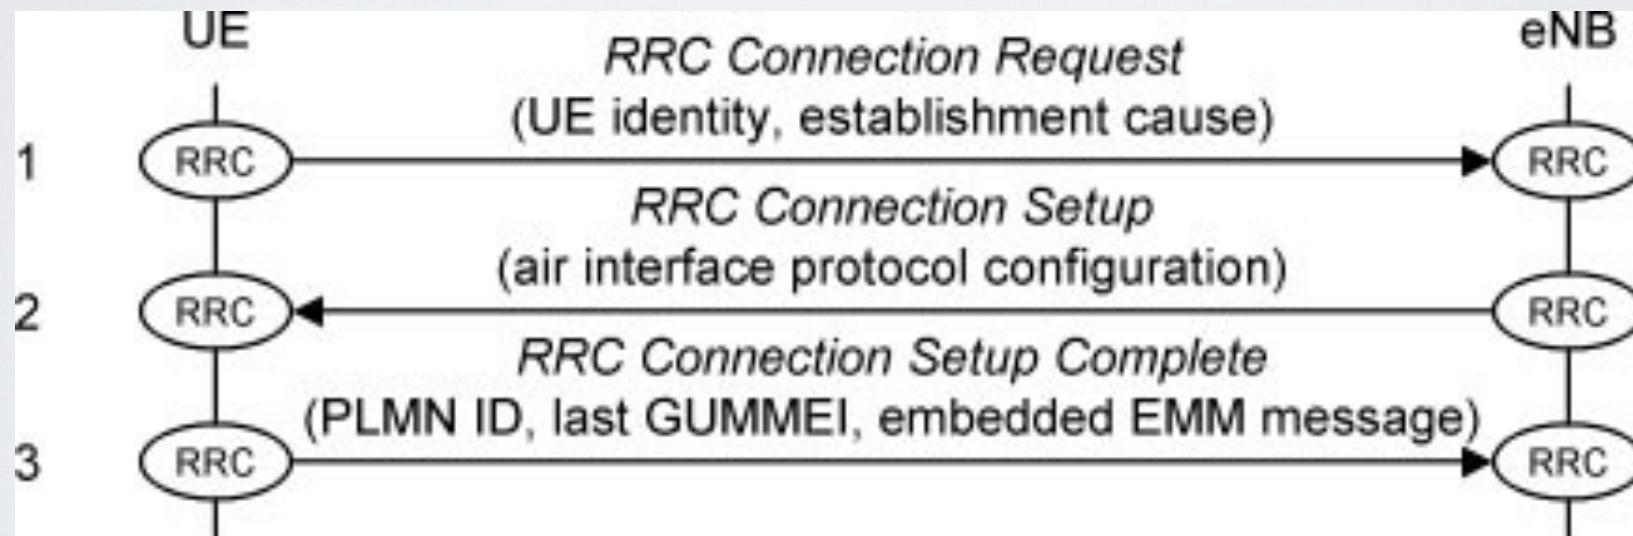 UE
eNB
RRC Connection Request
(UE identity, establishment cause)
1
RRC
RRC
RRC Connection Setup
(air interface protocol configuration)
2
RRC
RRC
RRC Connection Setup Complete
(PLMN ID, last GUMMEI, embedded EMM message)
3
RRC
RRC